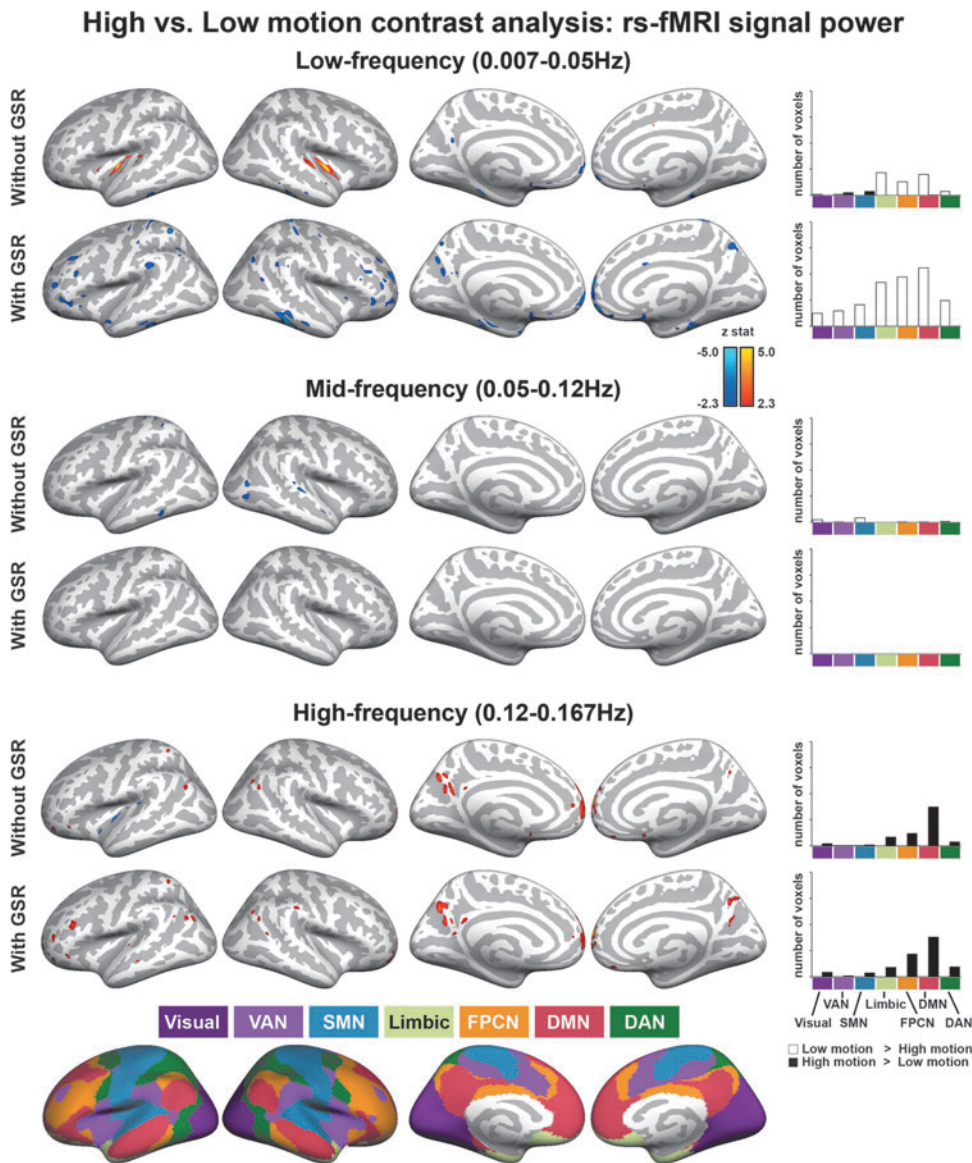 High vs. Low motion contrast analysis: rs-fMRI signal power
Low-frequency (0.007-0.05Hz)
Without GSR
number of voxels
With GSR
number of voxels
z stat
-5.0
5.0
-2.3
2.3
Mid-frequency (0.05-0.12Hz)
Without GSR
number of voxels
With GSR
number of voxels
High-frequency (0.12-0.167Hz)
Without GSR
number of voxels
With GSR
number of voxels
VAN
Limbic
DMN
Visual
SMN
FPCN
DAN
Low motion > High motion
High motion > Low motion
Visual
VAN
SMN
Limbic
FPCN
DMN
DAN